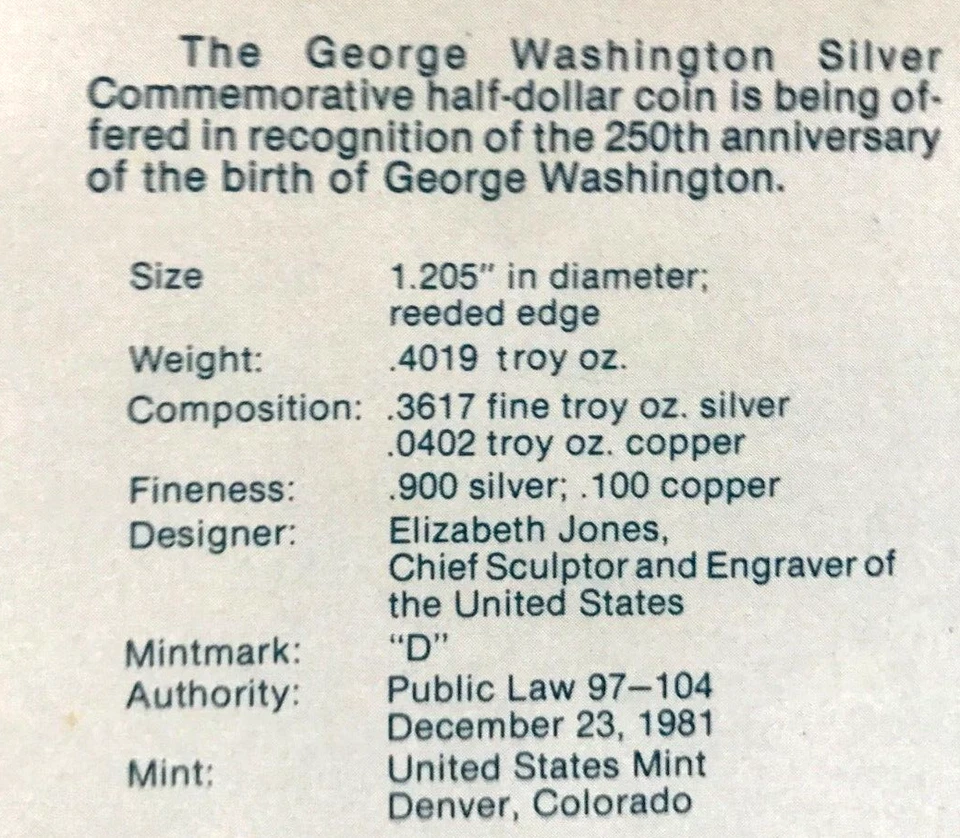 The George Washington Silver
Commemorative half-dollar coin is being of-
fered in recognition of the 250th anniversary
of the birth of George Washington.
Size 1.205" in diameter;
reeded edge
Weight: .4019 troy oz.
Composition: .3617 fine troy oz. silver
.0402 troy oz. copper
Fineness: .900 silver; .100 copper
Designer: Elizabeth Jones,
Chief Sculptor and Engraver of
the United States
Mintmark: “D”
Authority: Public Law 97–104
December 23, 1981
Mint: United States Mint
Denver, Colorado